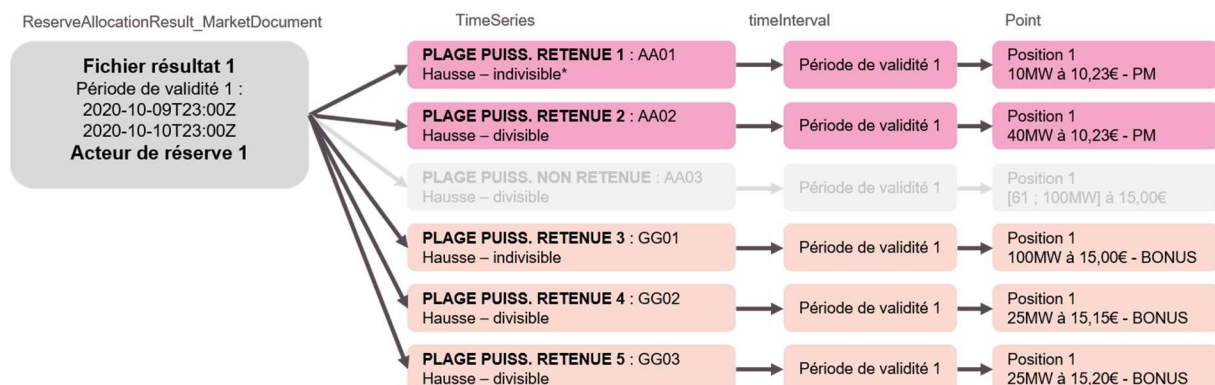 ReserveAllocationResult_MarketDocument
TimeSeries
timeInterval
Point
Fichier résultat 1
Période de validité 1 :
2020-10-09T23:00Z
2020-10-10T23:00Z
Acteur de réserve 1
PLAGE PUISS. RETENUE 1 : AA01
Hausse – indivisible*
Période de validité 1
Position 1
10MW à 10,23€ - PM
PLAGE PUISS. RETENUE 2 : AA02
Hausse – divisible
Période de validité 1
Position 1
40MW à 10,23€ - PM
PLAGE PUISS. NON RETENUE : AA03
Hausse – divisible
Période de validité 1
Position 1
[61 ; 100MW] à 15,00€
PLAGE PUISS. RETENUE 3 : GG01
Hausse – indivisible
Période de validité 1
Position 1
100MW à 15,00€ - BONUS
PLAGE PUISS. RETENUE 4 : GG02
Hausse – divisible
Période de validité 1
Position 1
25MW à 15,15€ - BONUS
PLAGE PUISS. RETENUE 5 : GG03
Hausse – divisible
Période de validité 1
Position 1
25MW à 15,20€ - BONUS